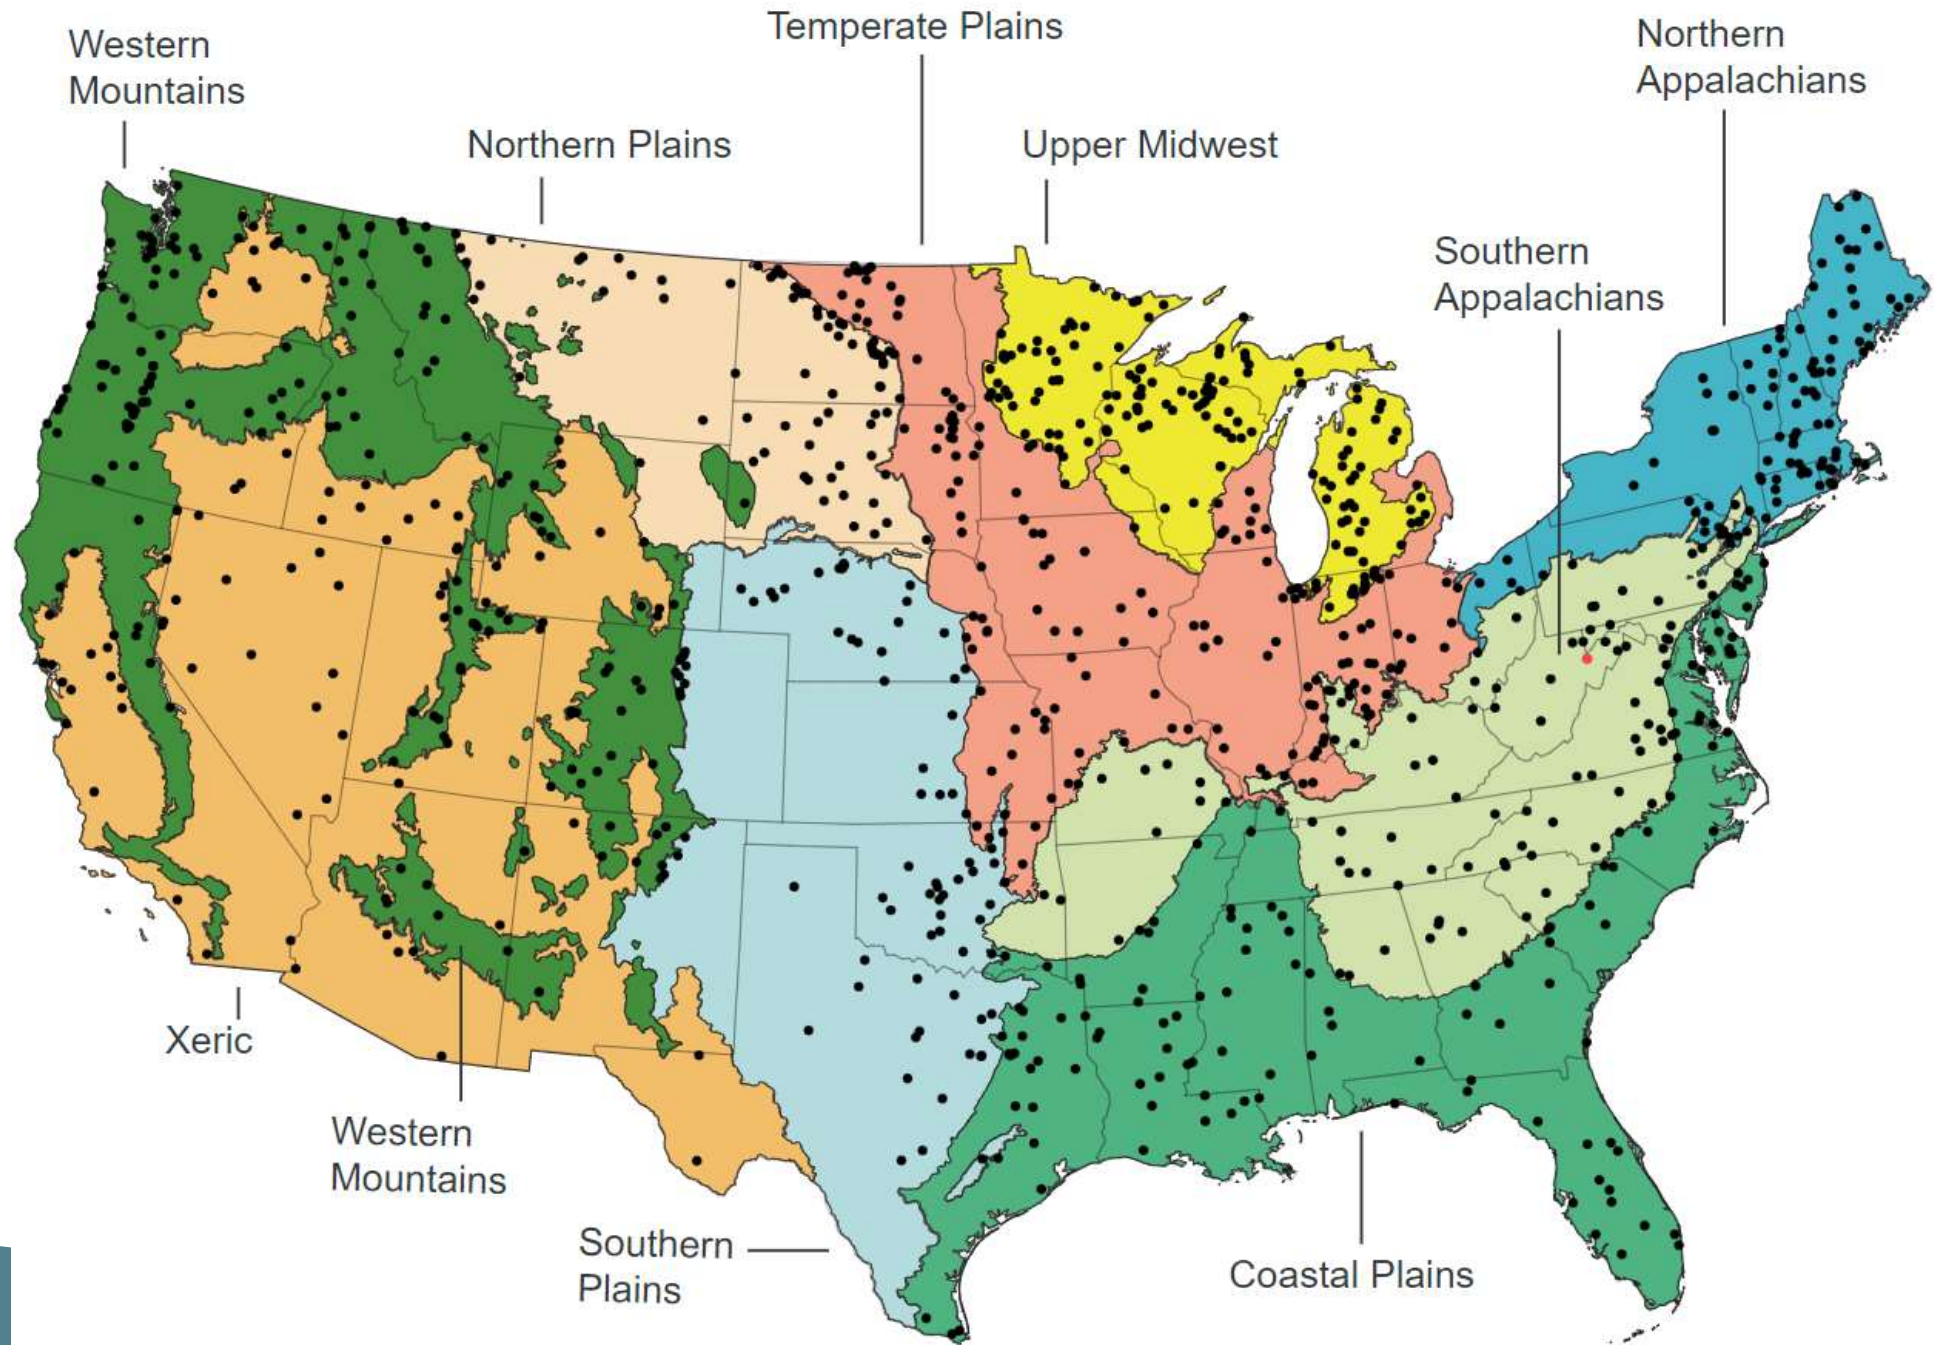 Temperate Plains
Western
Mountains
Northern
Appalachians
Northern Plains
Upper Midwest
Southern
Appalachians
Xeric
Western
Mountains
Southern
Plains
Coastal Plains